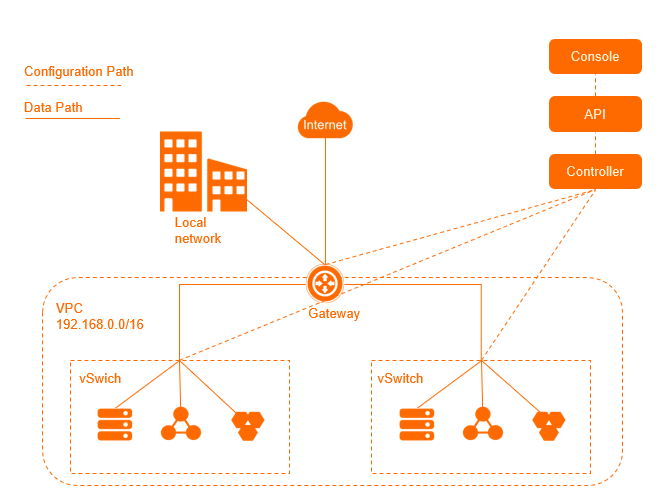 Configuration Path
Data Path
Console
API
Controller
Internet
Local
network
Gateway
VPC
192.168.0.0/16
vSwich
vSwitch